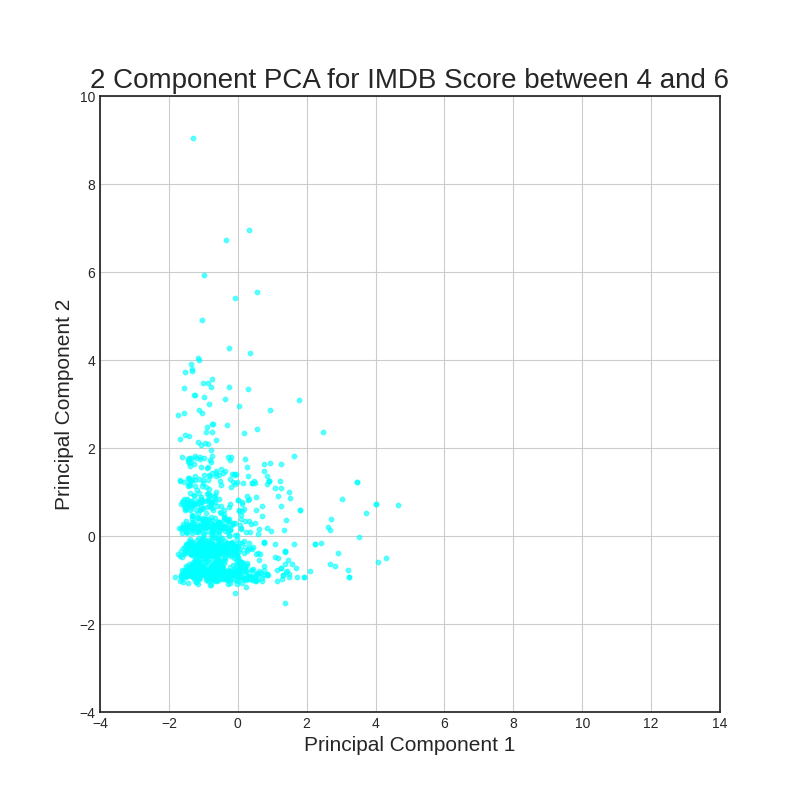 2 Component PCA for IMDB Score between 4 and 6
10
8
6
4
2
0
−2
−4
Principal Component 2
−4 −2 0 2 4 6 8 10 12 14
Principal Component 1